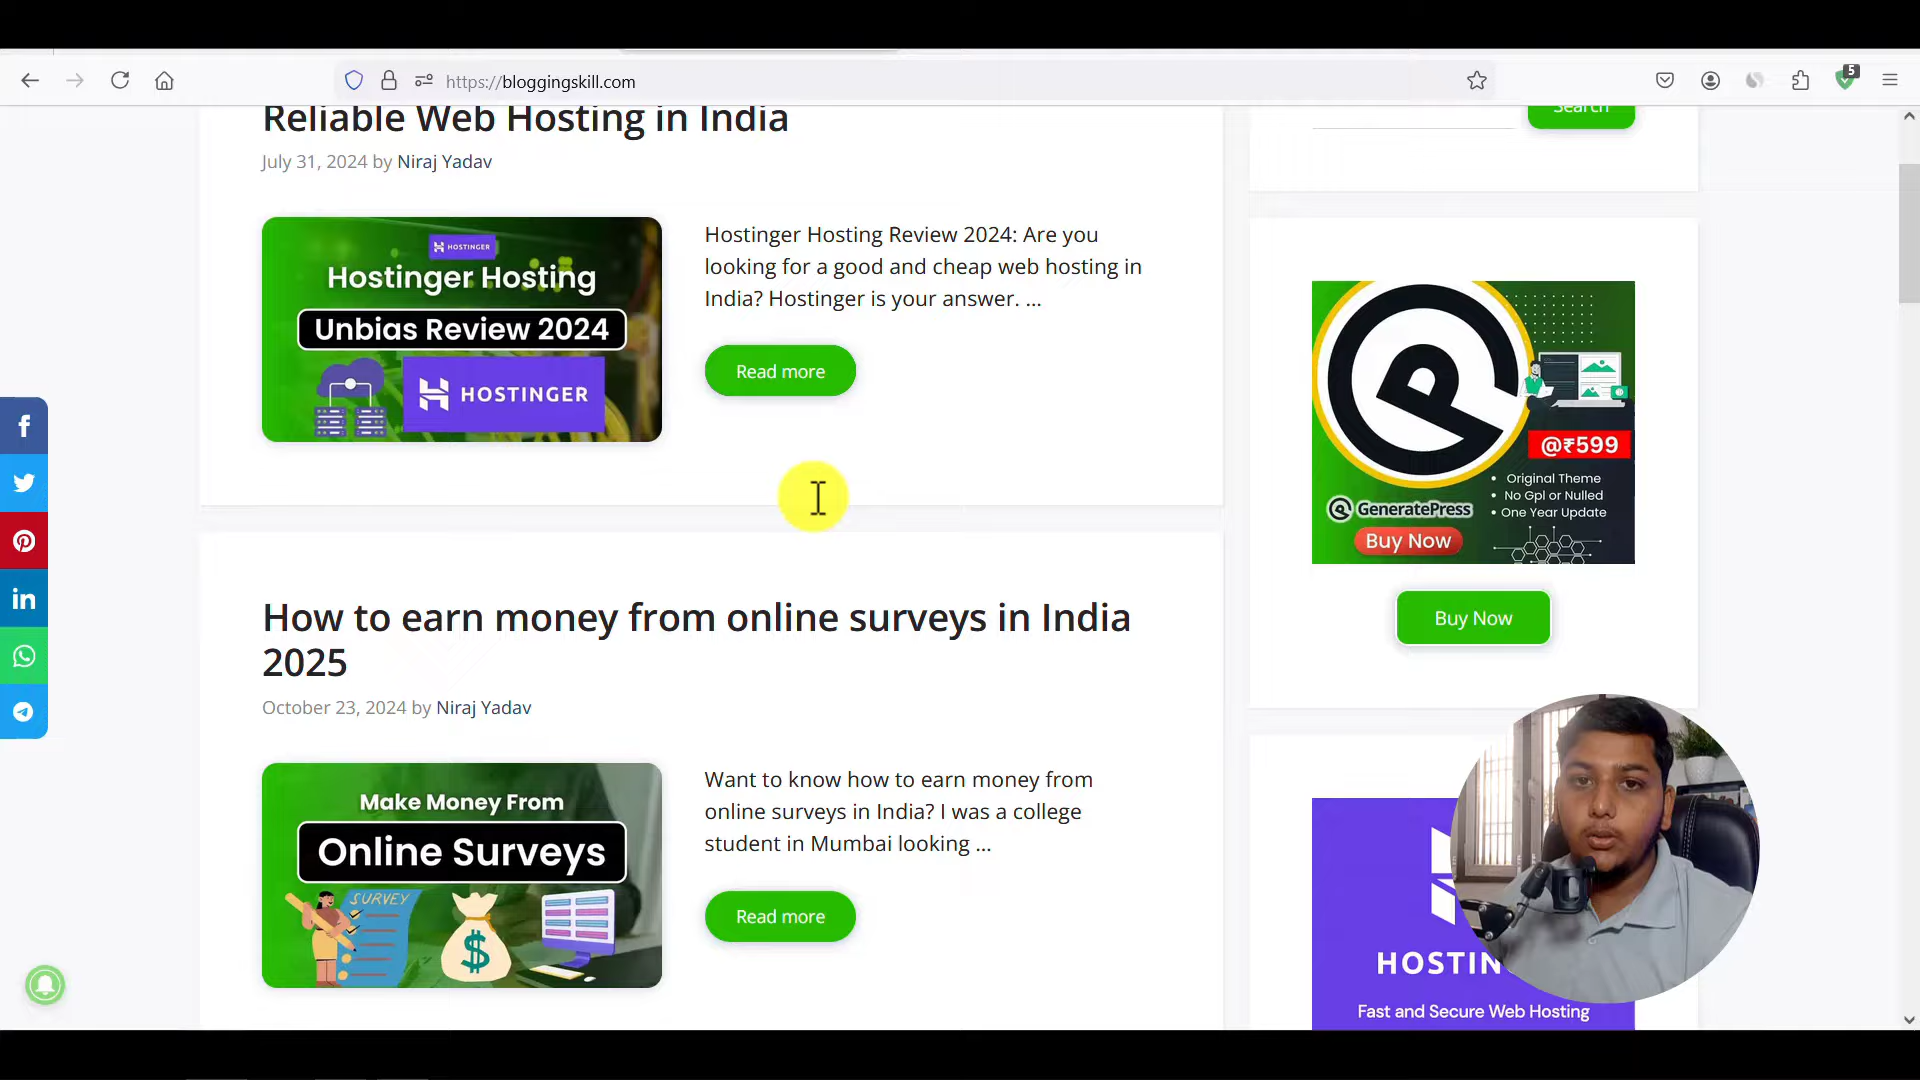 https://bloggingskill.com
5
Search
Reliable Web Hosting in India
July 31, 2024 by Niraj Yadav
HOSTINGER
Hostinger Hosting
Unbias Review 2024
HOSTINGER
Hostinger Hosting Review 2024: Are you
looking for a good and cheap web hosting in
India? Hostinger is your answer. ...
Read more
How to earn money from online surveys in India
2025
October 23, 2024 by Niraj Yadav
Make Money From
Online Surveys
SURVEY
$
Want to know how to earn money from
online surveys in India? I was a college
student in Mumbai looking ...
Read more
@₹599
• Original Theme
• No Gpl or Nulled
• One Year Update
GeneratePress
Buy Now
Buy Now
HOSTIN
Fast and Secure Web Hosting